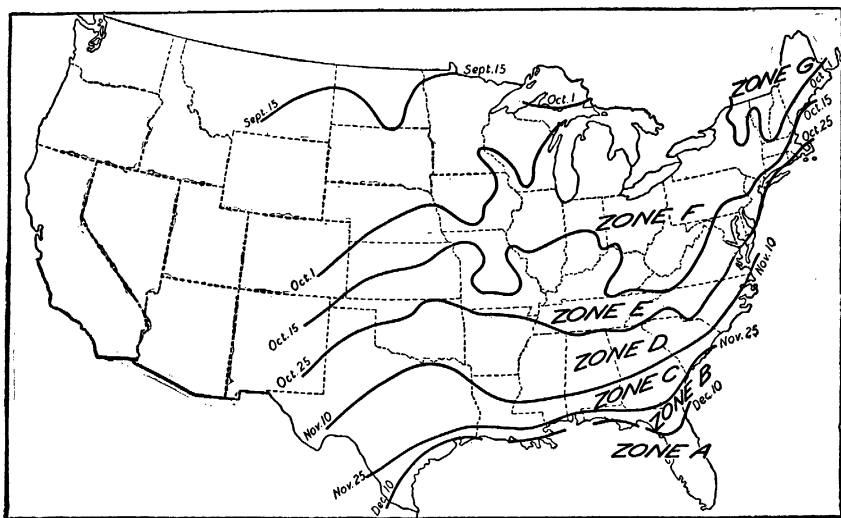 Sept. 15
Sept. 15
Oct. 1
ZONE G
Oct. 1
Oct. 15
Oct. 25
ZONE F
Oct. 1
Oct. 15
Oct. 25
Nov. 10
Nov. 25
Dec. 10
ZONE E
ZONE D
ZONE C
ZONE B
ZONE A
Nov. 10
Nov. 25
Dec. 10